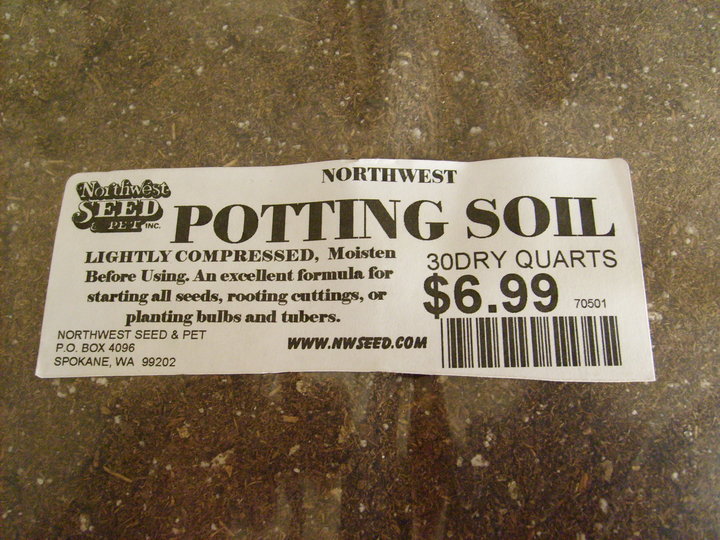 Northwest
SEED
& PET INC.
NORTHWEST
POTTING SOIL
LIGHTLY COMPRESSED, Moisten
Before Using. An excellent formula for
starting all seeds, rooting cuttings, or
planting bulbs and tubers.
30DRY QUARTS
$6.99 70501
NORTHWEST SEED & PET
P.O. BOX 4096
SPOKANE, WA 99202
WWW.NWSEED.COM